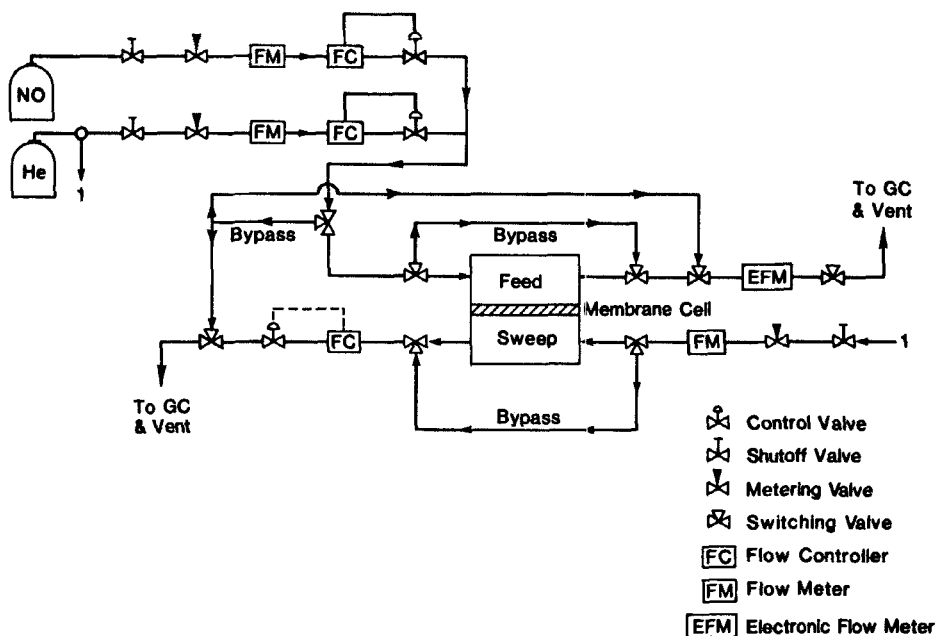 NO
FM
FC
He
FM
FC
1
To GC
& Vent
Bypass
Bypass
Feed
EFM
Membrane Cell
Sweep
FC
FM
1
To GC
& Vent
Bypass
Control Valve
Shutoff Valve
Metering Valve
Switching Valve
FC Flow Controller
FM Flow Meter
EFM Electronic Flow Meter